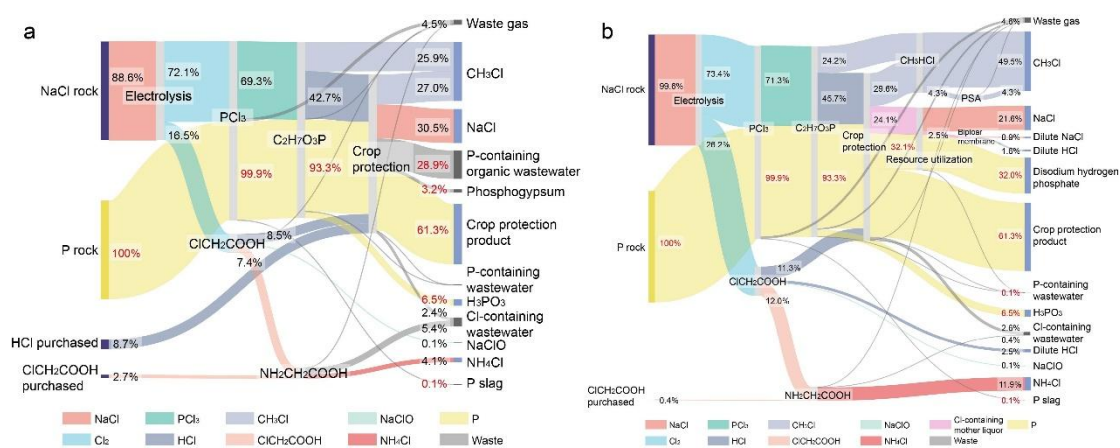 a
NaCl rock
88.6%
Electrolysis
72.1%
16.5%
PCl₃
69.3%
42.7%
C₂H₇O₃P
99.9%
93.3%
Crop
protection
4.5%
Waste gas
25.9%
CH₃Cl
27.0%
NaCl
30.5%
P-containing
organic wastewater
28.9%
Phosphogypsum
3.2%
Crop protection
product
61.3%
P rock
100%
ClCH₂COOH
8.5%
7.4%
P-containing
wastewater
6.5%
H₃PO₃
2.4%
Cl-containing
wastewater
5.4%
0.1%
NaClO
HCl purchased
8.7%
4.1%
NH₄Cl
ClCH₂COOH
purchased
2.7%
NH₂CH₂COOH
0.1%
P slag
NaCl
PCl₃
CH₃Cl
NaClO
P
Cl₂
HCl
ClCH₂COOH
NH₄Cl
Waste
b
NaCl rock
99.6%
Electrolysis
73.4%
26.2%
PCl₃
71.3%
C₂H₇O₃P
24.2%
45.7%
99.9%
93.3%
CH₃HCl
28.6%
24.1%
Crop
protection
32.1%
Resource utilization
4.6%
Waste gas
49.5%
CH₃Cl
4.3%
PSA
4.3%
NaCl
21.6%
2.5%
Biploar
membrane
0.9%
Dilute NaCl
1.6%
Dilute HCl
32.0%
Disodium hydrogen
phosphate
61.3%
Crop protection
product
P rock
100%
ClCH₂COOH
11.3%
12.0%
0.1%
P-containing
wastewater
6.5%
H₃PO₃
2.6%
Cl-containing
wastewater
0.4%
2.5%
Dilute HCl
0.1%
NaClO
11.9%
NH₄Cl
ClCH₂COOH
purchased
0.4%
NH₂CH₂COOH
0.1%
P slag
NaCl
PCl₃
CH₃Cl
NaClO
Cl-containing
mother liquor
P
Cl₂
HCl
ClCH₂COOH
NH₄Cl
Waste